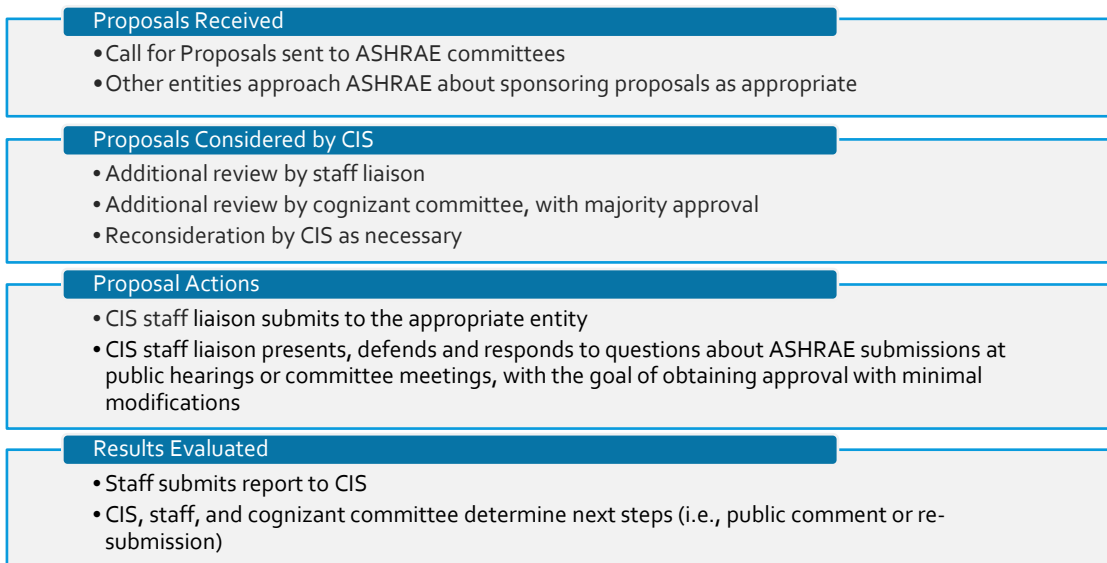 Proposals Received
•Call for Proposals sent to ASHRAE committees
•Other entities approach ASHRAE about sponsoring proposals as appropriate
Proposals Considered by CIS
•Additional review by staff liaison
•Additional review by cognizant committee, with majority approval
•Reconsideration by CIS as necessary
Proposal Actions
•CIS staff liaison submits to the appropriate entity
•CIS staff liaison presents, defends and responds to questions about ASHRAE submissions at
public hearings or committee meetings, with the goal of obtaining approval with minimal
modifications
Results Evaluated
•Staff submits report to CIS
•CIS, staff, and cognizant committee determine next steps (i.e., public comment or re-
submission)